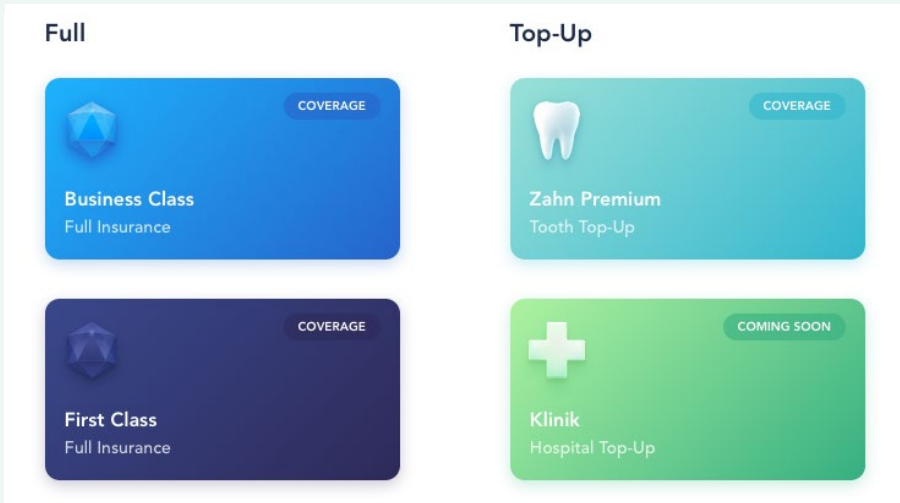 Full
COVERAGE
Business Class
Full Insurance
COVERAGE
First Class
Full Insurance
Top-Up
COVERAGE
Zahn Premium
Tooth Top-Up
COMING SOON
Klinik
Hospital Top-Up